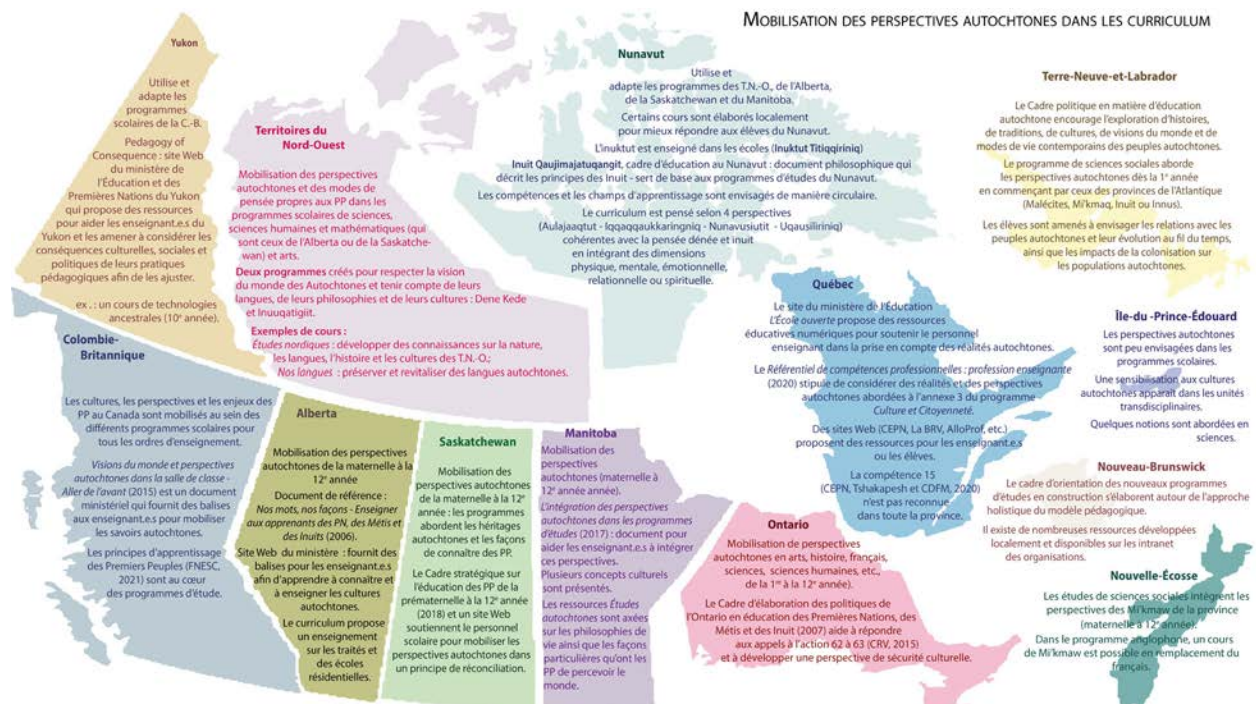 MOBILISATION DES PERSPECTIVES AUTOCHTONES DANS LES CURRICULUM
Yukon
Utilise et
adapte les
programmes
scolaires de la C.-B.
Pedagogy of
Consequence : site Web
du ministère de
l'Éducation et des
Premières Nations du Yukon
qui propose des ressources
pour aider les enseignant.e.s du
Yukon et les amener à considérer les
conséquences culturelles, sociales et
politiques de leurs pratiques
pédagogiques afin de les ajuster.
ex . : un cours de technologies
ancestrales (10e année).
Territoires du
Nord-Ouest
Mobilisation des perspectives
autochtones et des modes de
pensée propres aux PP dans les
programmes scolaires de sciences,
sciences humaines et mathématiques (qui
sont ceux de l'Alberta ou de la Saskatche-
wan) et arts.
Deux programmes créés pour respecter la vision
du monde des Autochtones et tenir compte de leurs
langues, de leurs philosophies et de leurs cultures : Dene Kede
et Inuuqatigiit.
Exemples de cours :
Études nordiques : développer des connaissances sur la nature,
les langues, l'histoire et les cultures des T.N.-O.;
Nos langues : préserver et revitaliser des langues autochtones.
Nunavut
Utilise et
adapte les programmes des T.N.-O., de l'Alberta,
de la Saskatchewan et du Manitoba.
Certains cours sont élaborés localement
pour mieux répondre aux élèves du Nunavut.
L'inuktut est enseigné dans les écoles (Inuktut Titiqqiriniq)
Inuit Qaujimajatuqangit, cadre d'éducation au Nunavut : document philosophique qui
décrit les principes des Inuit - sert de base aux programmes d'études du Nunavut.
Les compétences et les champs d'apprentissage sont envisagés de manière circulaire.
Le curriculum est pensé selon 4 perspectives
(Aulajaaqtut - Iqqaqqaukkaringniq - Nunavusiutit - Uqausiliriniq)
cohérentes avec la pensée dénée et inuit
en intégrant des dimensions
physique, mentale, émotionnelle,
relationnelle ou spirituelle.
Terre-Neuve-et-Labrador
Le Cadre politique en matière d'éducation
autochtone encourage l'exploration d'histoires,
de traditions, de cultures, de visions du monde et de
modes de vie contemporains des peuples autochtones.
Le programme de sciences sociales aborde
les perspectives autochtones dès la 1e année
en commençant par ceux des provinces de l'Atlantique
(Malécites, Mi'kmaq, Inuit ou Innus).
Les élèves sont amenés à envisager les relations avec les
peuples autochtones et leur évolution au fil du temps,
ainsi que les impacts de la colonisation sur
les populations autochtones.
Colombie-
Britannique
Les cultures, les perspectives et les enjeux des
PP au Canada sont mobilisés au sein des
différents programmes scolaires pour
tous les ordres d'enseignement.
Visions du monde et perspectives
autochtones dans la salle de classe -
Aller de l'avant (2015) est un document
ministériel qui fournit des balises
aux enseignant.e.s pour mobiliser
les savoirs autochtones.
Les principes d'apprentissage
des Premiers Peuples (FNESC,
2021) sont au cœur
des programmes d'étude.
Alberta
Mobilisation des perspectives
autochtones de la maternelle à la
12e année
Document de référence :
Nos mots, nos façons - Enseigner
aux apprenants des PN, des Métis et
des Inuits (2006).
Site Web du ministère : fournit des
balises pour les enseignant.e.s
afin d'apprendre à connaître et
à enseigner les cultures
autochtones.
Le curriculum propose
un enseignement
sur les traités et
des écoles
résidentielles.
Saskatchewan
Mobilisation des
perspectives autochtones
de la maternelle à la 12e
année : les programmes
abordent les héritages
autochtones et les façons
de connaître des PP.
Le Cadre stratégique sur
l'éducation des PP de la
prématernelle à la 12e année
(2018) et un site Web
soutiennent le personnel
scolaire pour mobiliser les
perspectives autochtones dans
un principe de réconciliation.
Manitoba
Mobilisation des
perspectives
autochtones (maternelle à
12e année année).
L'intégration des perspectives
autochtones dans les programmes
d'études (2017) : document pour
aider les enseignant.e.s à intégrer
ces perspectives.
Plusieurs concepts culturels
sont présentés.
Les ressources Études
autochtones sont axées
sur les philosophies de
vie ainsi que les façons
particulières qu'ont les
PP de percevoir le
monde.
Québec
Le site du ministère de l'Éducation
L'École ouverte propose des ressources
éducatives numériques pour soutenir le personnel
enseignant dans la prise en compte des réalités autochtones.
Le Référentiel de compétences professionnelles : profession enseignante
(2020) stipule de considérer des réalités et des perspectives
autochtones abordées à l'annexe 3 du programme
Culture et Citoyenneté.
Des sites Web (CEPN, La BRV, AlloProf, etc.)
proposent des ressources pour les enseignant.e.s
ou les élèves.
La compétence 15
(CEPN, Tshakapesh et CDFM, 2020)
n'est pas reconnue
dans toute la province.
Ontario
Mobilisation de perspectives
autochtones en arts, histoire, français,
sciences, sciences humaines, etc.,
de la 1re à la 12e année).
Le Cadre d'élaboration des politiques de
l'Ontario en éducation des Premières Nations, des
Métis et des Inuit (2007) aide à répondre
aux appels à l'action 62 à 63 (CRV, 2015)
et à développer une perspective de sécurité culturelle.
Île-du -Prince-Édouard
Les perspectives autochtones
sont peu envisagées dans les
programmes scolaires.
Une sensibilisation aux cultures
autochtones apparaît dans les unités
transdisciplinaires.
Quelques notions sont abordées en
sciences.
Nouveau-Brunswick
Le cadre d'orientation des nouveaux programmes
d'études en construction s'élaborent autour de l'approche
holistique du modèle pédagogique.
Il existe de nombreuses ressources développées
localement et disponibles sur les intranet
des organisations.
Nouvelle-Écosse
Les études de sciences sociales intègrent les
perspectives des Mi'kmaw de la province
(maternelle à 12e année).
Dans le programme anglophone, un cours
de Mi'kmaw est possible en remplacement du
français.